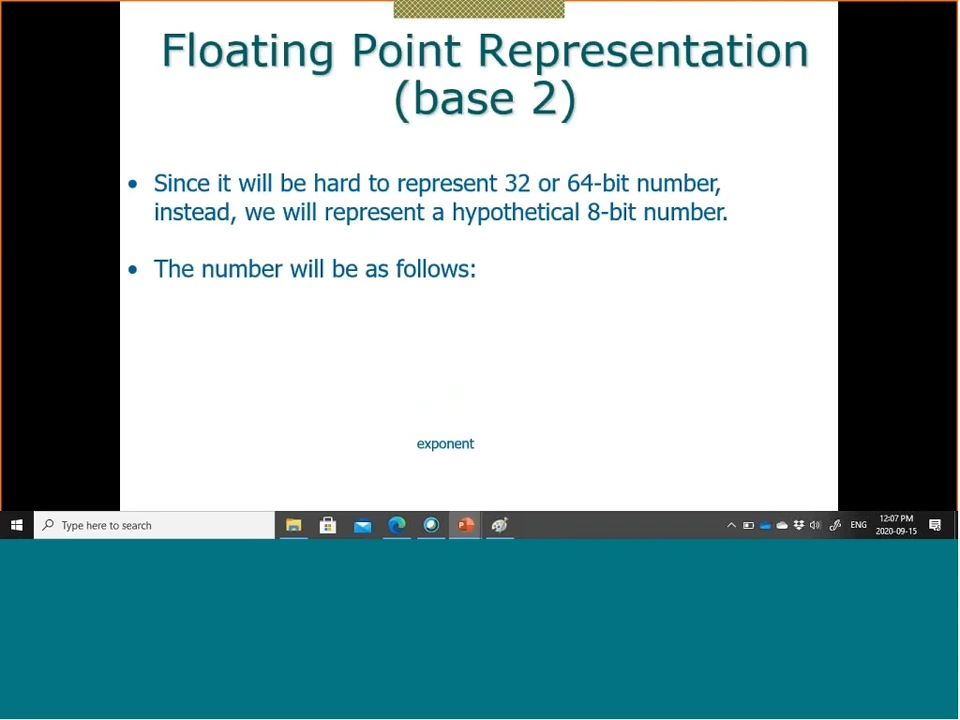 Floating Point Representation
(base 2)
• Since it will be hard to represent 32 or 64-bit number,
instead, we will represent a hypothetical 8-bit number.
• The number will be as follows:
exponent
Type here to search
ENG
12:07 PM
2020-09-15